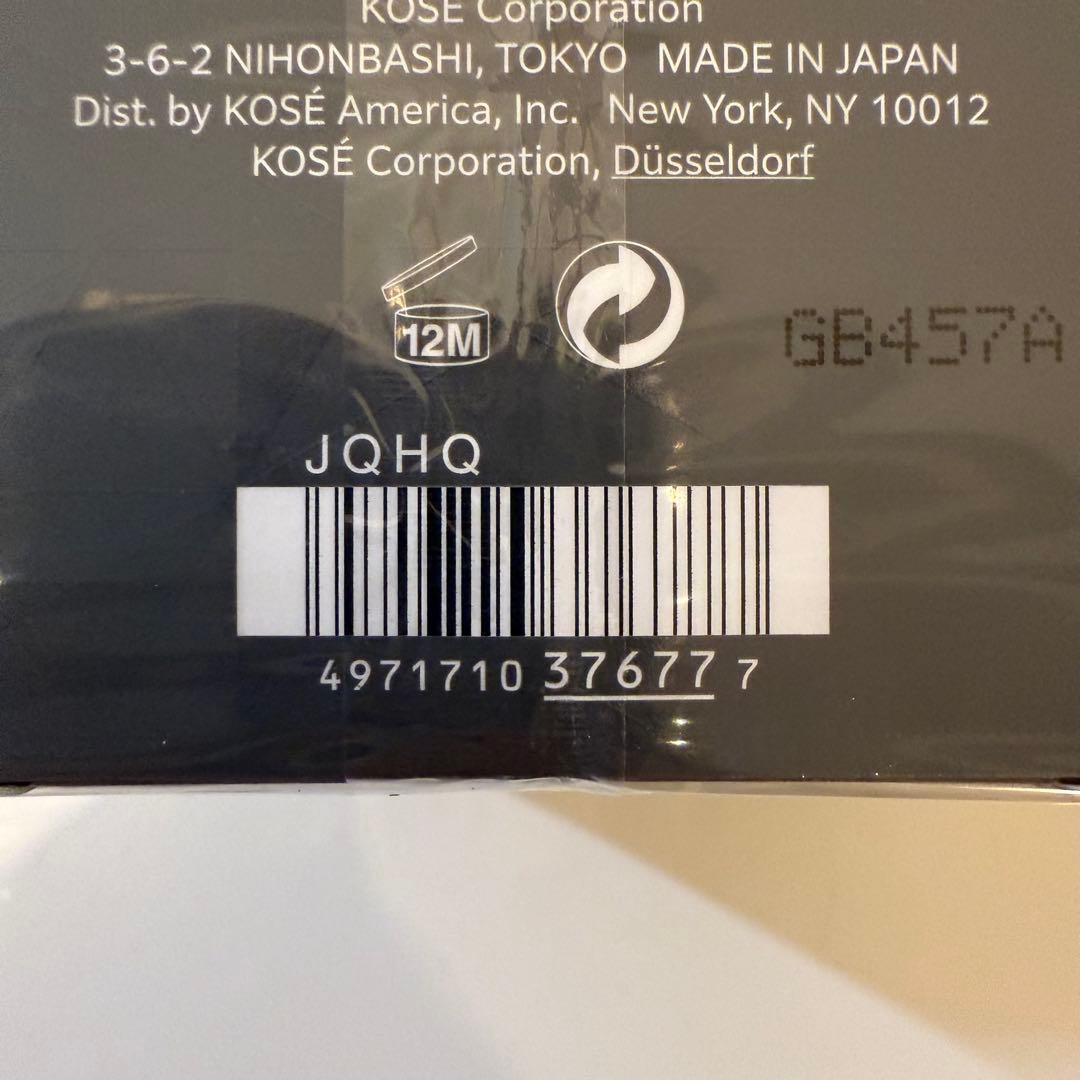 KOSÉ Corporation
3-6-2 NIHONBASHI, TOKYO MADE IN JAPAN
Dist. by KOSÉ America, Inc. New York, NY 10012
KOSÉ Corporation, Düsseldorf
12M
GB457A
JQHQ
4971710 37677 7